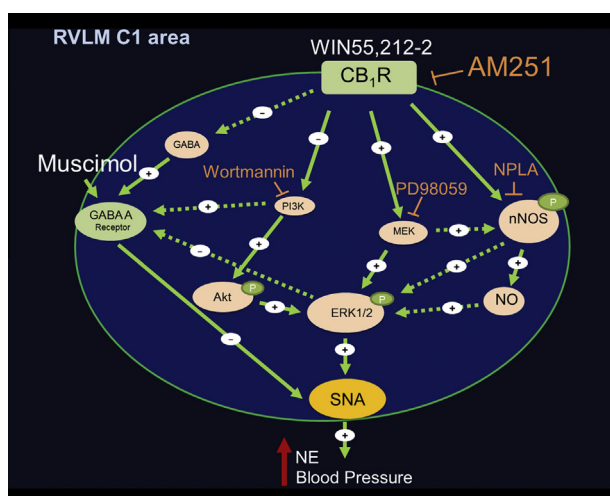 RVLM C1 area
WIN55,212-2
CB₁R
AM251
−
GABA
−
+
+
Muscimol
+
Wortmannin
NPLA
PD98059
P
GABAA
Receptor
+
PI3K
nNOS
MEK
+
+
−
+
+
+
Akt
P
+
ERK1/2
P
+
NO
−
+
SNA
+
NE
Blood Pressure